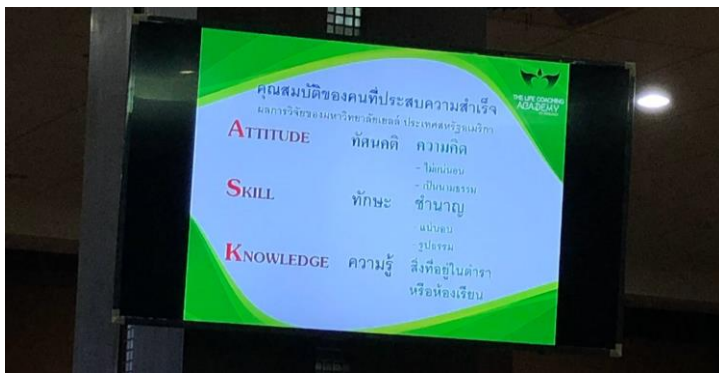 คุณสมบัติของคนที่ประสบความสำเร็จ
ผลการวิจัยของมหาวิทยาลัยเยลล์ ประเทศสหรัฐอเมริกา
THE LIFE COACHING
ACADEMY
ATTITUDE ทัศนคติ ความคิด
- ไม่แน่นอน
- เป็นนามธรรม
SKILL ทักษะ ชำนาญ
- แน่นอน
- รูปธรรม
KNOWLEDGE ความรู้ สิ่งที่อยู่ในตำรา
หรือห้องเรียน